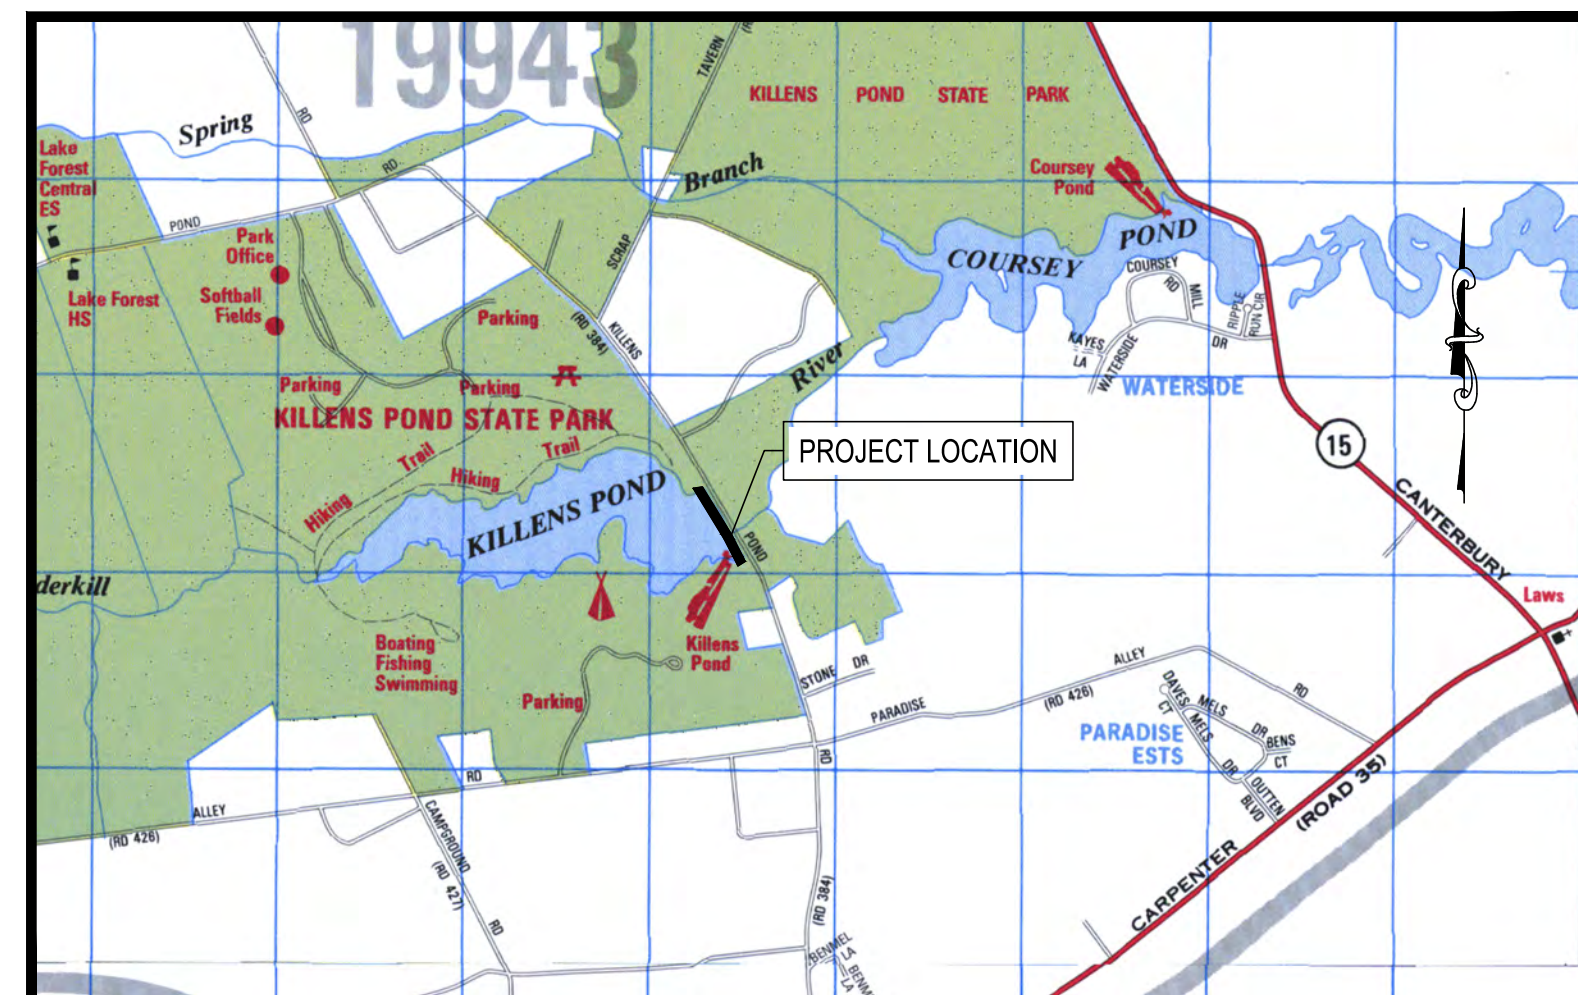 19943
TAVERN
KILLENS POND STATE PARK
Spring
RD
Lake
Forest
Central
ES
RD
Branch
Coursey
Pond
POND
POND
COURSEY
Park
Office
SCRAP
COURSEY
RD
MILL
RIPPLE
RUN CIR
Lake Forest
HS
Softball
Fields
Parking
(RD 384)
KILLENS
KAYES
LA
WATERSIDE
DR
River
WATERSIDE
Parking
Parking
KILLENS POND STATE PARK
15
Trail
Trail
PROJECT LOCATION
Hiking
Hiking
KILLENS POND
CANTERBURY
POND
derkill
Laws
Boating
Fishing
Swimming
Killens
Pond
STONE DR
ALLEY
RD
Parking
PARADISE
(RD 426)
DAVES
CT
MELS
DR
MELS
DR
BENS
CT
PARADISE
ESTS
RD
RD
OUTTEN
BLVD
(ROAD 35)
ALLEY
(RD 426)
CAMPGROUND
(RD 427)
RD
CARPENTER
(RD 384)
BENMEL
LA
BENM
LA